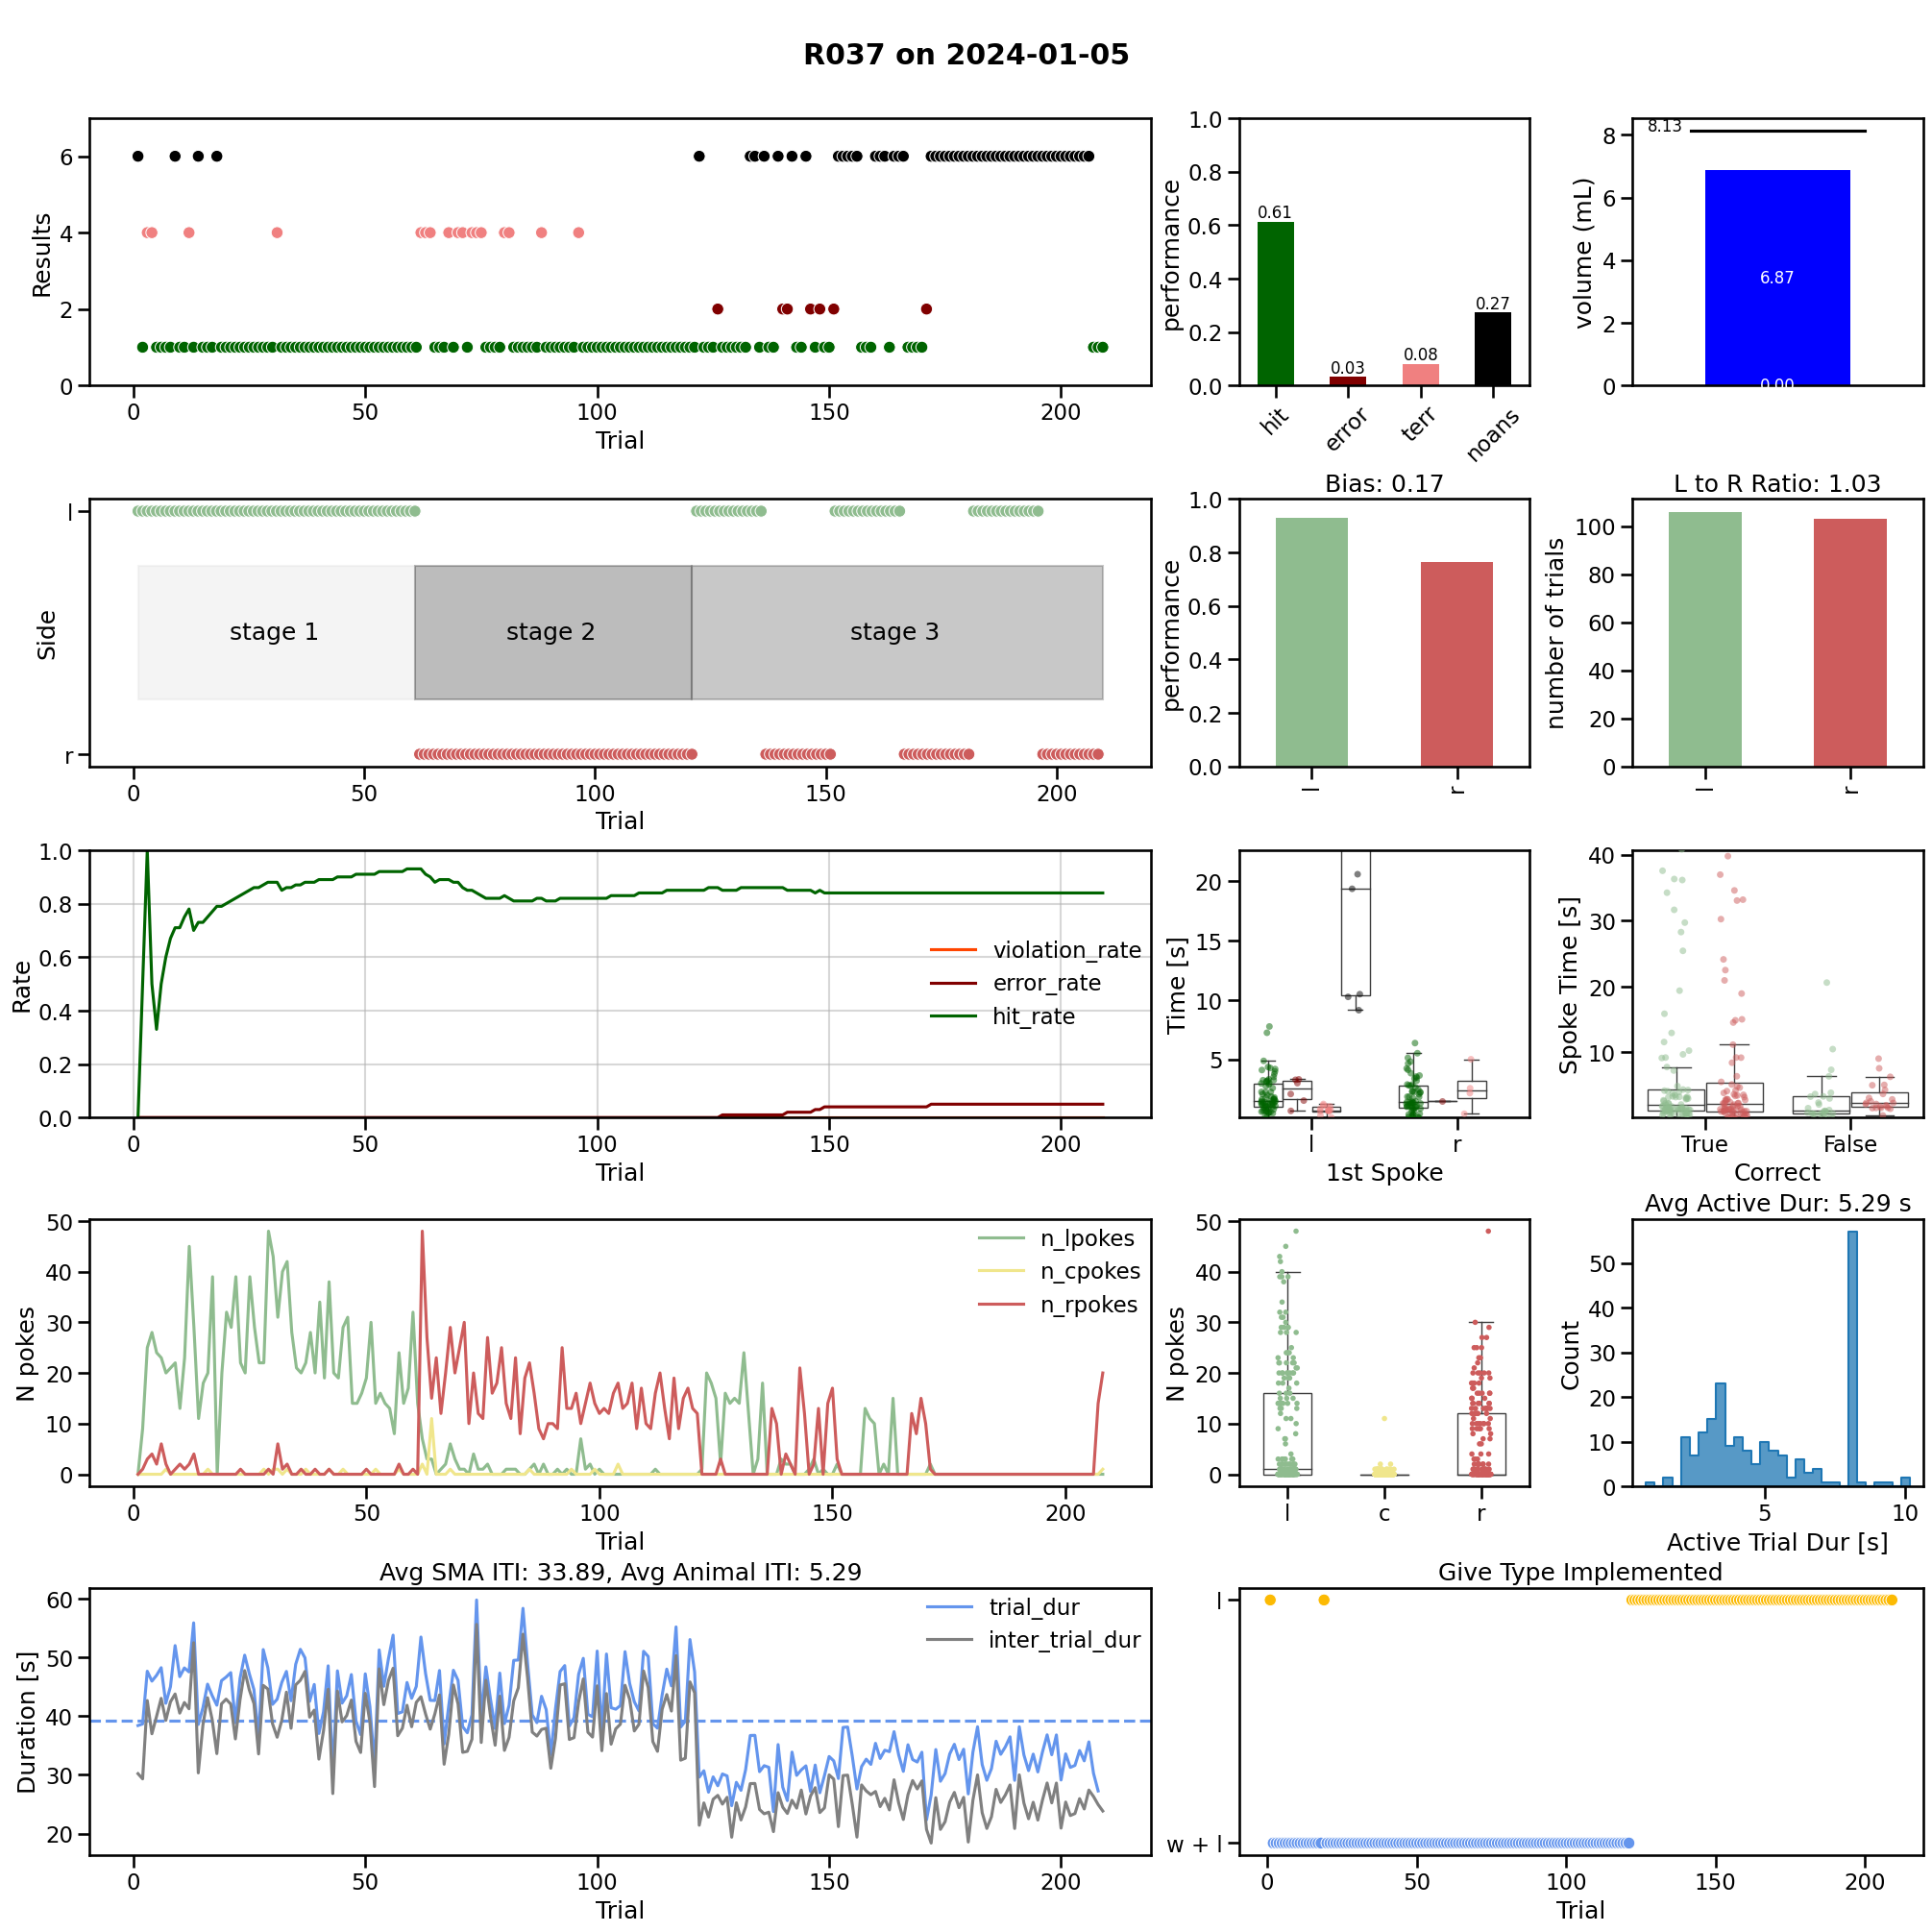 R037 on 2024-01-05
Results
6
4
2
0
0
50
100
150
200
Trial
performance
1.0
0.8
0.6
0.4
0.2
0.0
0.61
0.03
0.08
0.27
hit
error
terr
noans
volume (mL)
8
6
4
2
0
8.13
6.87
0.00
Side
l
r
stage 1
stage 2
stage 3
0
50
100
150
200
Trial
Bias: 0.17
performance
1.0
0.8
0.6
0.4
0.2
0.0
l
r
L to R Ratio: 1.03
number of trials
100
80
60
40
20
0
l
r
Rate
1.0
0.8
0.6
0.4
0.2
0.0
violation_rate
error_rate
hit_rate
0
50
100
150
200
Trial
Time [s]
20
15
10
5
l
r
1st Spoke
Spoke Time [s]
40
30
20
10
True
False
Correct
N pokes
50
40
30
20
10
0
n_lpokes
n_cpokes
n_rpokes
0
50
100
150
200
Trial
N pokes
50
40
30
20
10
0
l
c
r
Avg Active Dur: 5.29 s
Count
50
40
30
20
10
0
5
10
Active Trial Dur [s]
Avg SMA ITI: 33.89, Avg Animal ITI: 5.29
Duration [s]
60
50
40
30
20
trial_dur
inter_trial_dur
0
50
100
150
200
Trial
Give Type Implemented
l
w + l
0
50
100
150
200
Trial